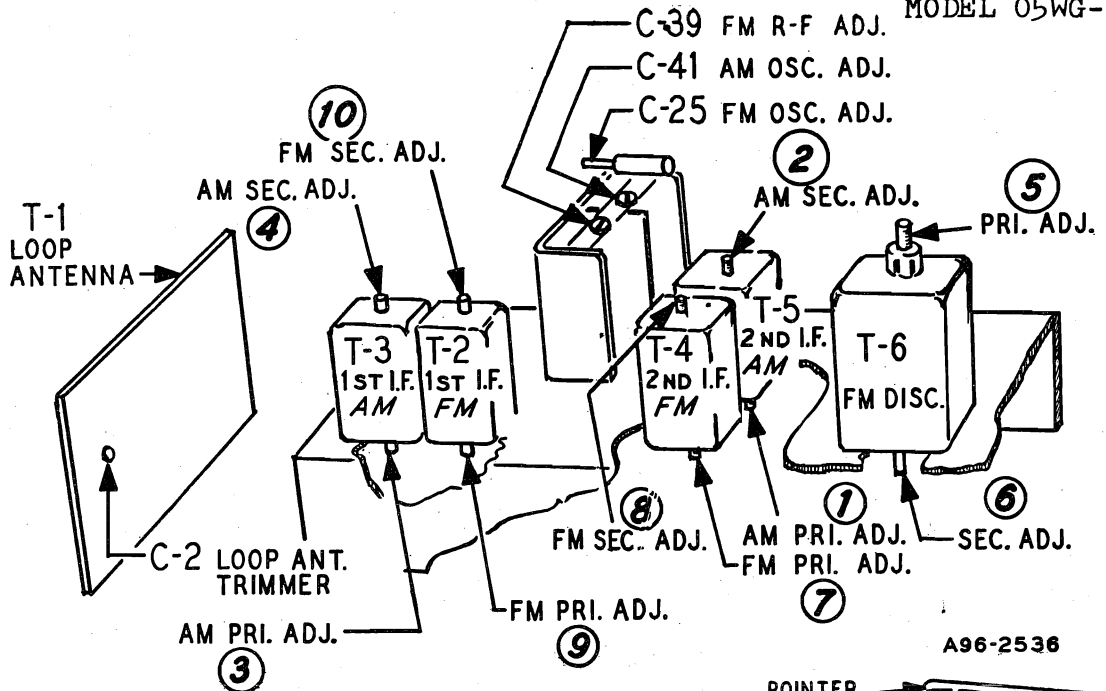 MODEL 05WG-
C-39 FM R-F ADJ.
C-41 AM OSC. ADJ.
C-25 FM OSC. ADJ.
10
FM SEC. ADJ.
2
AM SEC. ADJ.
5
PRI. ADJ.
AM SEC. ADJ.
4
T-1
LOOP
ANTENNA
T-3
1ST I.F.
AM
T-2
1ST I.F.
FM
T-4
2ND I.F.
FM
T-5
2ND I.F.
AM
T-6
FM DISC.
8
FM SEC. ADJ.
1
AM PRI. ADJ.
FM PRI. ADJ.
7
6
SEC. ADJ.
C-2 LOOP ANT.
TRIMMER
AM PRI. ADJ.
3
FM PRI. ADJ.
9
A96-2536
POINTER